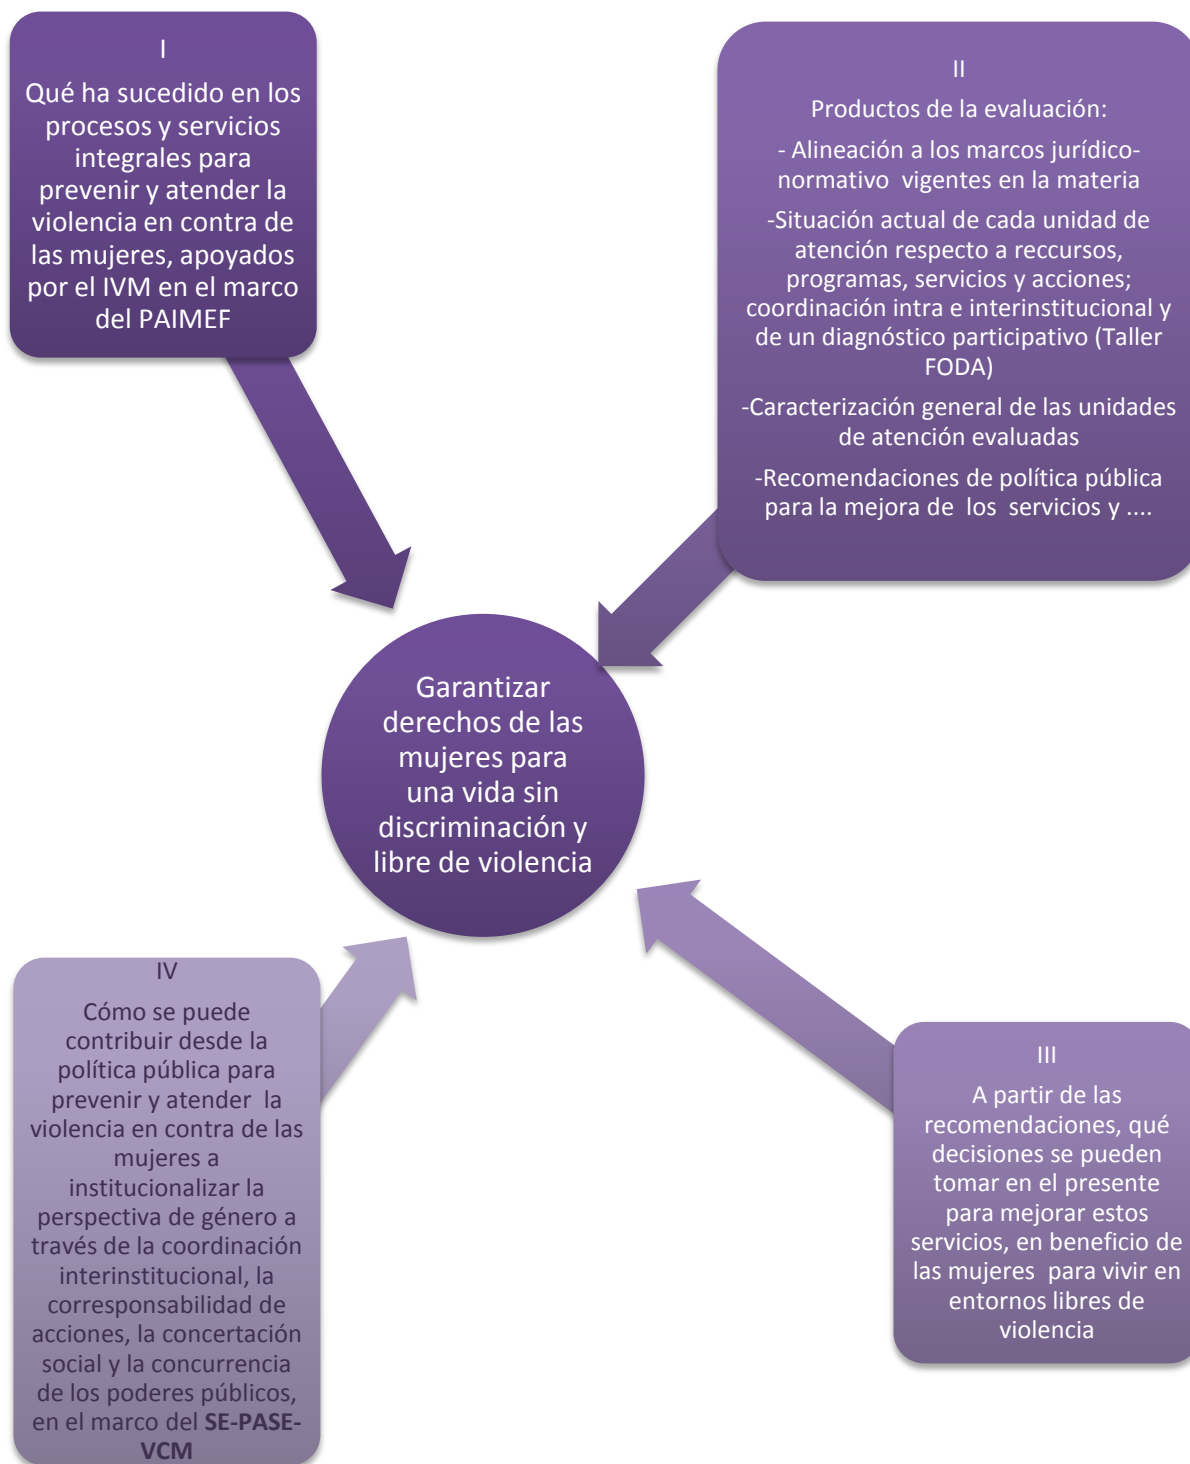 I
Qué ha sucedido en los
procesos y servicios
integrales para
prevenir y atender la
violencia en contra de
las mujeres, apoyados
por el IVM en el marco
del PAIMEF
II
Productos de la evaluación:
- Alineación a los marcos jurídico-
normativo vigentes en la materia
-Situación actual de cada unidad de
atención respecto a reccursos,
programas, servicios y acciones;
coordinación intra e interinstitucional y
de un diagnóstico participativo (Taller
FODA)
-Caracterización general de las unidades
de atención evaluadas
-Recomendaciones de política pública
para la mejora de los servicios y ....
Garantizar
derechos de las
mujeres para
una vida sin
discriminación y
libre de violencia
III
A partir de las
recomendaciones, qué
decisiones se pueden
tomar en el presente
para mejorar estos
servicios, en beneficio de
las mujeres para vivir en
entornos libres de
violencia
IV
Cómo se puede
contribuir desde la
política pública para
prevenir y atender la
violencia en contra de las
mujeres a
institucionalizar la
perspectiva de género a
través de la coordinación
interinstitucional, la
corresponsabilidad de
acciones, la concertación
social y la concurrencia
de los poderes públicos,
en el marco del SE-PASE-
VCM